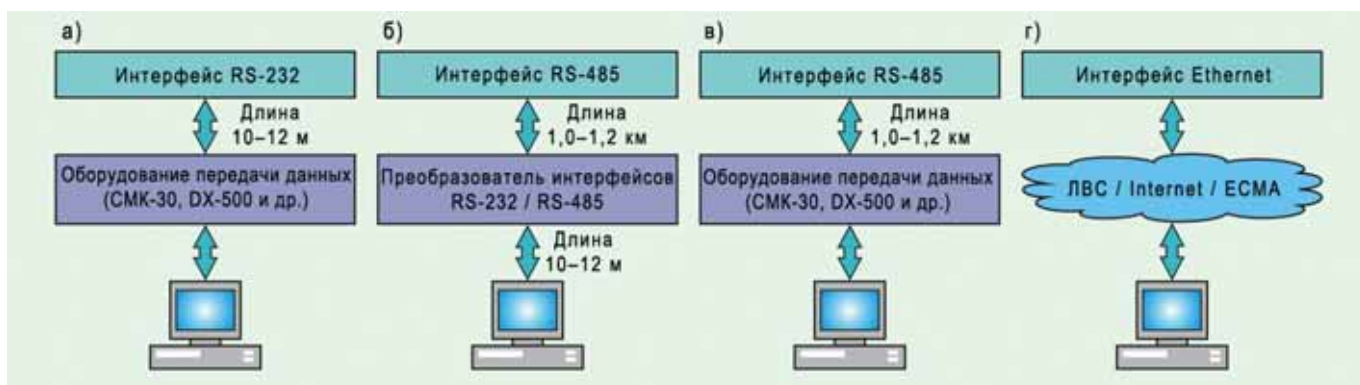 а)
Интерфейс RS-232
Длина
10–12 м
Оборудование передачи данных
(СМК-30, DX-500 и др.)
б)
Интерфейс RS-485
Длина
1,0–1,2 км
Преобразователь интерфейсов
RS-232 / RS-485
Длина
10–12 м
в)
Интерфейс RS-485
Длина
1,0–1,2 км
Оборудование передачи данных
(СМК-30, DX-500 и др.)
г)
Интерфейс Ethernet
ЛВС / Internet / ЕСМА